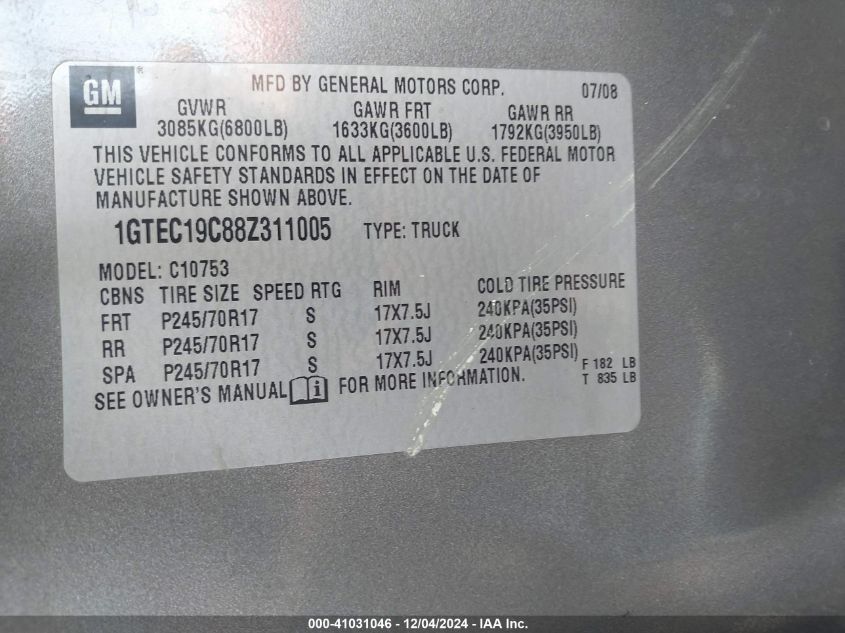 GM ® MFD BY GENERAL MOTORS CORP. 07/08
GVWR GAWR FRT GAWR RR
3085KG(6800LB) 1633KG(3600LB) 1792KG(3950LB)
THIS VEHICLE CONFORMS TO ALL APPLICABLE U.S. FEDERAL MOTOR
VEHICLE SAFETY STANDARDS IN EFFECT ON THE DATE OF
MANUFACTURE SHOWN ABOVE.
1GTEC19C88Z311005 TYPE: TRUCK
MODEL: C10753
CBNS TIRE SIZE SPEED RTG RIM COLD TIRE PRESSURE
FRT P245/70R17 S 17X7.5J 240KPA(35PSI)
RR P245/70R17 S 17X7.5J 240KPA(35PSI)
SPA P245/70R17 S 17X7.5J 240KPA(35PSI)
F 182 LB
SEE OWNER'S MANUAL i FOR MORE INFORMATION. T 835 LB
000-41031046 - 12/04/2024 - IAA Inc.